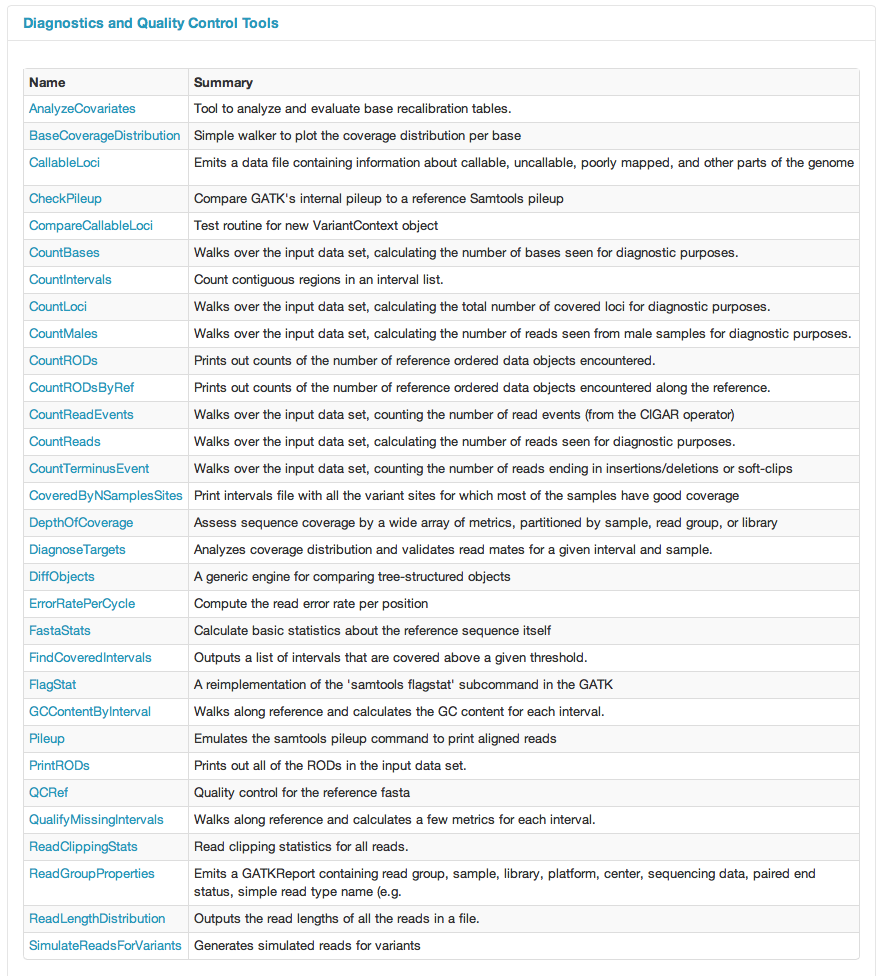 Diagnostics and Quality Control Tools
Name Summary
AnalyzeCovariates Tool to analyze and evaluate base recalibration tables.
BaseCoverageDistribution Simple walker to plot the coverage distribution per base
CallableLoci Emits a data file containing information about callable, uncallable, poorly mapped, and other parts of the genome
CheckPileup Compare GATK's internal pileup to a reference Samtools pileup
CompareCallableLoci Test routine for new VariantContext object
CountBases Walks over the input data set, calculating the number of bases seen for diagnostic purposes.
CountIntervals Count contiguous regions in an interval list.
CountLoci Walks over the input data set, calculating the total number of covered loci for diagnostic purposes.
CountMales Walks over the input data set, calculating the number of reads seen from male samples for diagnostic purposes.
CountRODs Prints out counts of the number of reference ordered data objects encountered.
CountRODsByRef Prints out counts of the number of reference ordered data objects encountered along the reference.
CountReadEvents Walks over the input data set, counting the number of read events (from the CIGAR operator)
CountReads Walks over the input data set, calculating the number of reads seen for diagnostic purposes.
CountTerminusEvent Walks over the input data set, counting the number of reads ending in insertions/deletions or soft-clips
CoveredByNSamplesSites Print intervals file with all the variant sites for which most of the samples have good coverage
DepthOfCoverage Assess sequence coverage by a wide array of metrics, partitioned by sample, read group, or library
DiagnoseTargets Analyzes coverage distribution and validates read mates for a given interval and sample.
DiffObjects A generic engine for comparing tree-structured objects
ErrorRatePerCycle Compute the read error rate per position
FastaStats Calculate basic statistics about the reference sequence itself
FindCoveredIntervals Outputs a list of intervals that are covered above a given threshold.
FlagStat A reimplementation of the 'samtools flagstat' subcommand in the GATK
GCContentByInterval Walks along reference and calculates the GC content for each interval.
Pileup Emulates the samtools pileup command to print aligned reads
PrintRODs Prints out all of the RODs in the input data set.
QCRef Quality control for the reference fasta
QualifyMissingIntervals Walks along reference and calculates a few metrics for each interval.
ReadClippingStats Read clipping statistics for all reads.
ReadGroupProperties Emits a GATKReport containing read group, sample, library, platform, center, sequencing data, paired end
status, simple read type name (e.g.
ReadLengthDistribution Outputs the read lengths of all the reads in a file.
SimulateReadsForVariants Generates simulated reads for variants